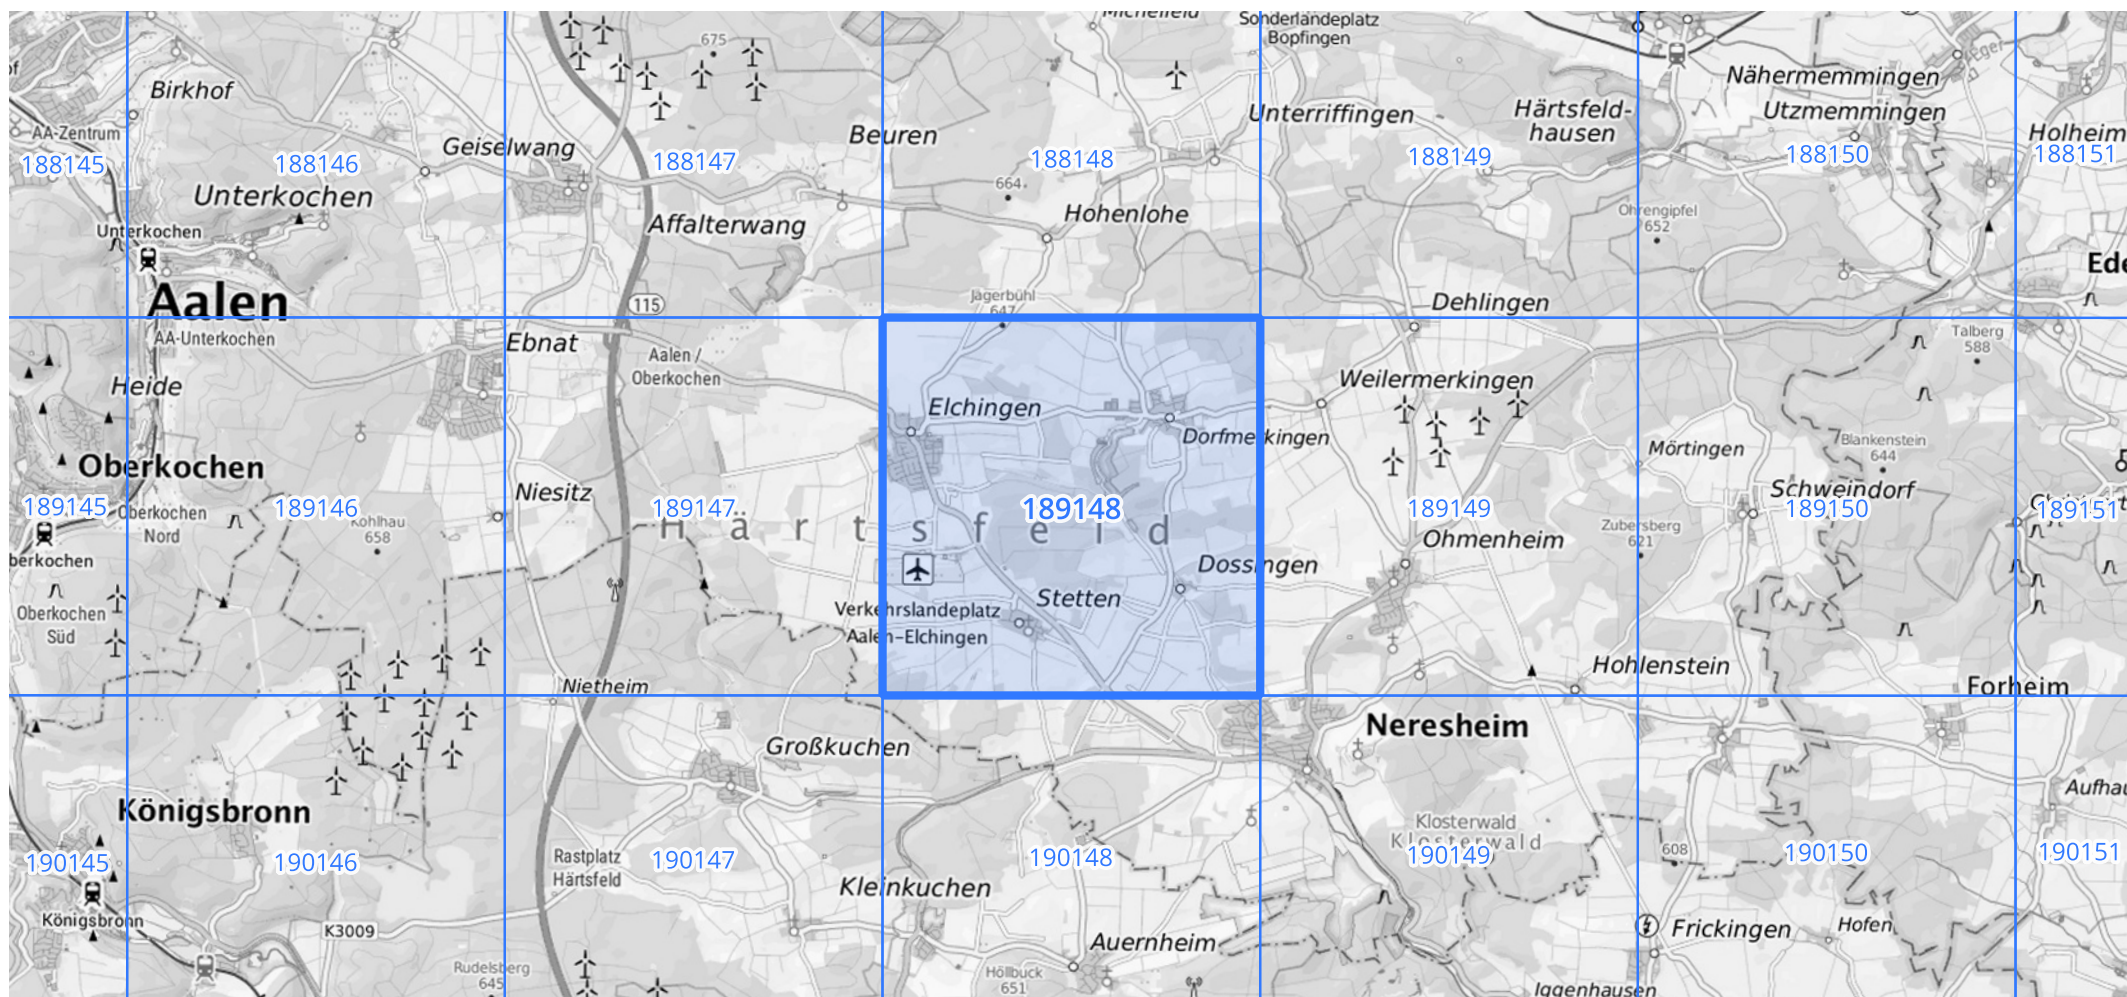 Michelfeld
Sonderlandeplatz
Bopfingen
675
Eger
Birkhof
Nähermemmingen
Utzmemmingen
Härtsfeld-
hausen
Unterriffingen
AA-Zentrum
Beuren
Geiselwang
Holheim
188145
188146
188147
188148
188149
188150
188151
Unterkochen
664
Hohenlohe
Ohrengipfel
652
Unterkochen
Affalterwang
Ede
Aalen
115
Jägerbühl
647
Dehlingen
AA-Unterkochen
Ebnat
Aalen /
Oberkochen
Talberg
588
Heide
Weilermerkingen
Elchingen
Dorfmerkingen
Mörtingen
Blankenstein
644
Oberkochen
Niesitz
Schweindorf
189145
189146
189147
189148
189149
189150
189151
Oberkochen
Nord
Kohlhau
658
Härtsfeld
Zubersberg
621
Ohmenheim
berkochen
Dossingen
Oberkochen
Süd
Stetten
Verkehrslandeplatz
Aalen-Elchingen
Hohlenstein
Nietheim
Forheim
Neresheim
Großkuchen
Aufhau
Königsbronn
Klosterwald
Klosterwald
608
190145
190146
190147
190148
190149
190150
190151
Rastplatz
Härtsfeld
Kleinkuchen
Königsbronn
K3009
Frickingen
Hofen
Auernheim
Rudelsberg
645
Höllbuck
651
Iggenhausen